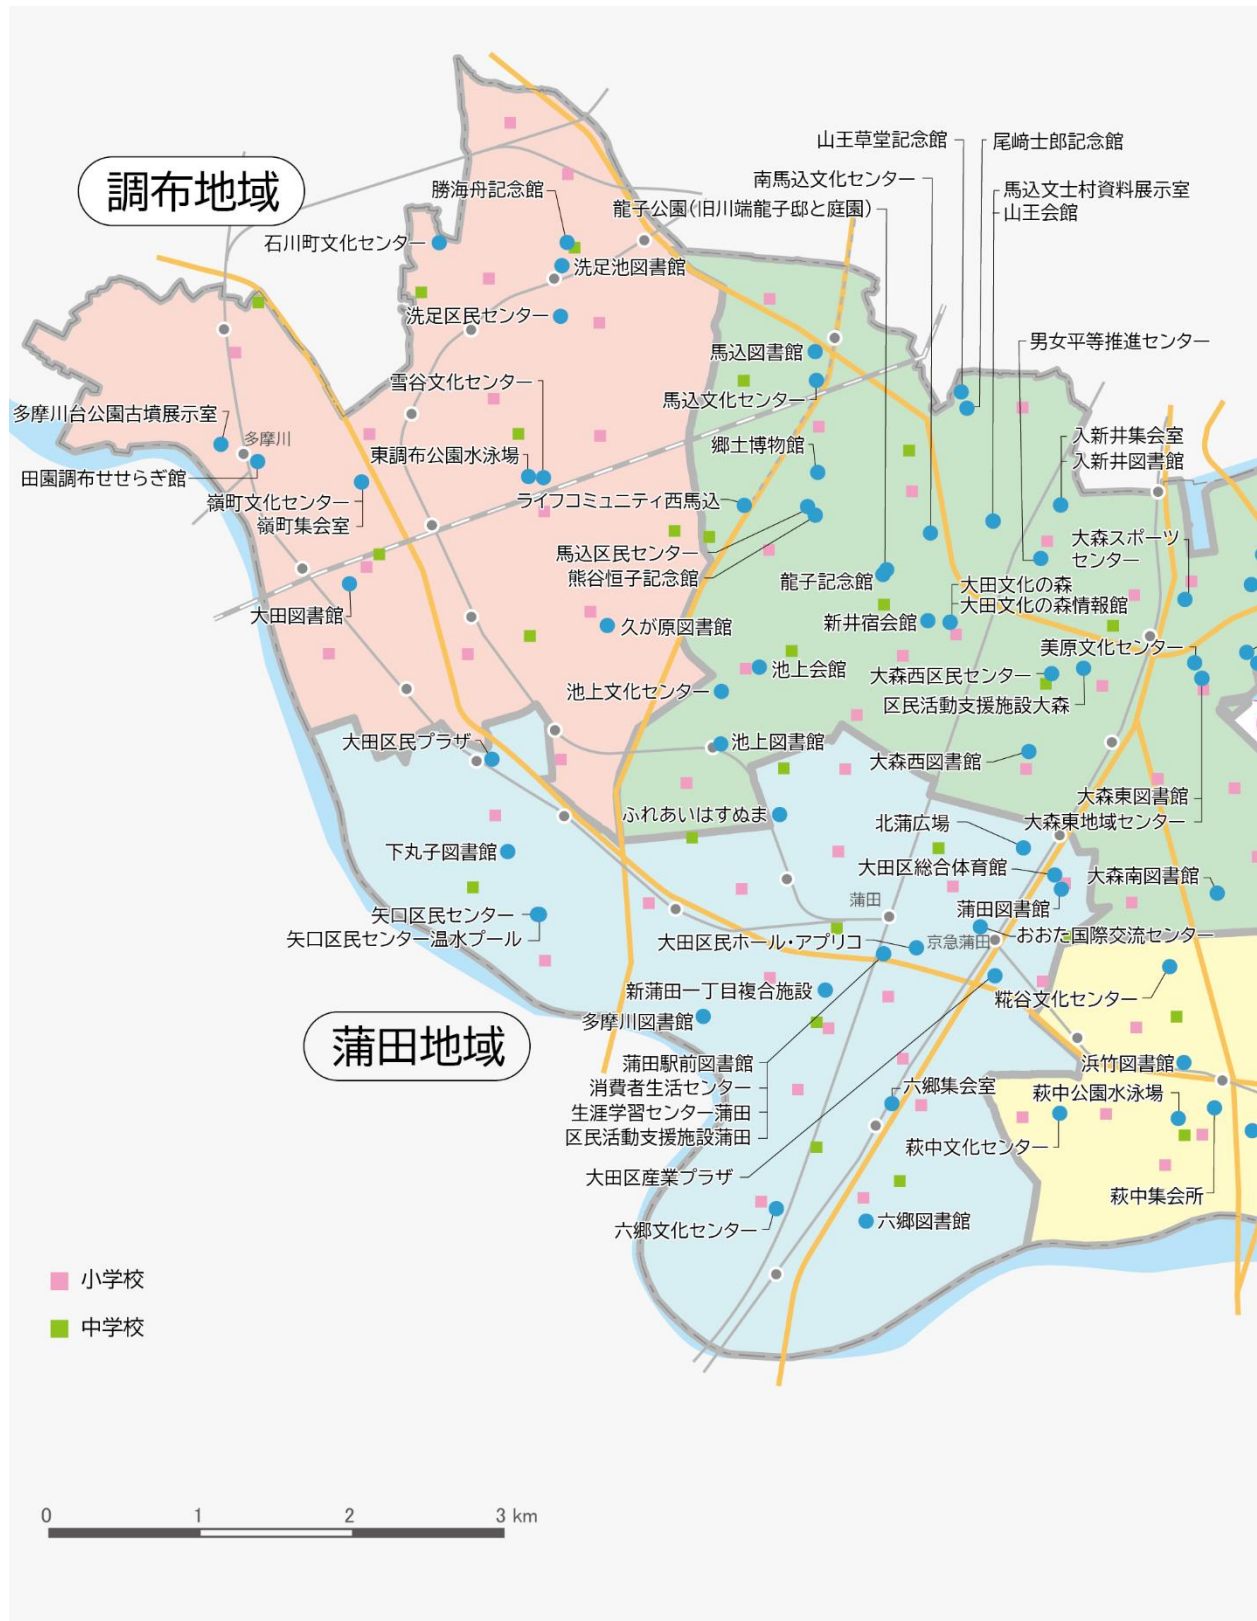 調布地域
山王草堂記念館
尾﨑士郎記念館
勝海舟記念館
南馬込文化センター
馬込文士村資料展示室
龍子公園(旧川端龍子邸と庭園)
山王会館
石川町文化センター
洗足池図書館
洗足区民センター
馬込図書館
男女平等推進センター
雪谷文化センター
馬込文化センター
多摩川台公園古墳展示室
多摩川
郷土博物館
入新井集会室
東調布公園水泳場
入新井図書館
田園調布せせらぎ館
嶺町文化センター
ライフコミュニティ西馬込
嶺町集会室
馬込区民センター
大森スポーツ
センター
熊谷恒子記念館
龍子記念館
大田文化の森
大田図書館
大田文化の森情報館
久が原図書館
新井宿会館
美原文化センター
池上会館
大森西区民センター
池上文化センター
区民活動支援施設大森
大田区民プラザ
池上図書館
大森西図書館
大森東図書館
ふれあいはすぬま
北蒲広場
大森東地域センター
下丸子図書館
大田区総合体育館
大森南図書館
蒲田
蒲田図書館
矢口区民センター
矢口区民センター温水プール
大田区民ホール・アプリコ
京急蒲田
おおた国際交流センター
新蒲田一丁目複合施設
糀谷文化センター
多摩川図書館
蒲田地域
蒲田駅前図書館
浜竹図書館
消費者生活センター
六郷集会室
萩中公園水泳場
生涯学習センター蒲田
区民活動支援施設蒲田
萩中文化センター
大田区産業プラザ
萩中集会所
六郷文化センター
六郷図書館
小学校
中学校
0 1 2 3 km